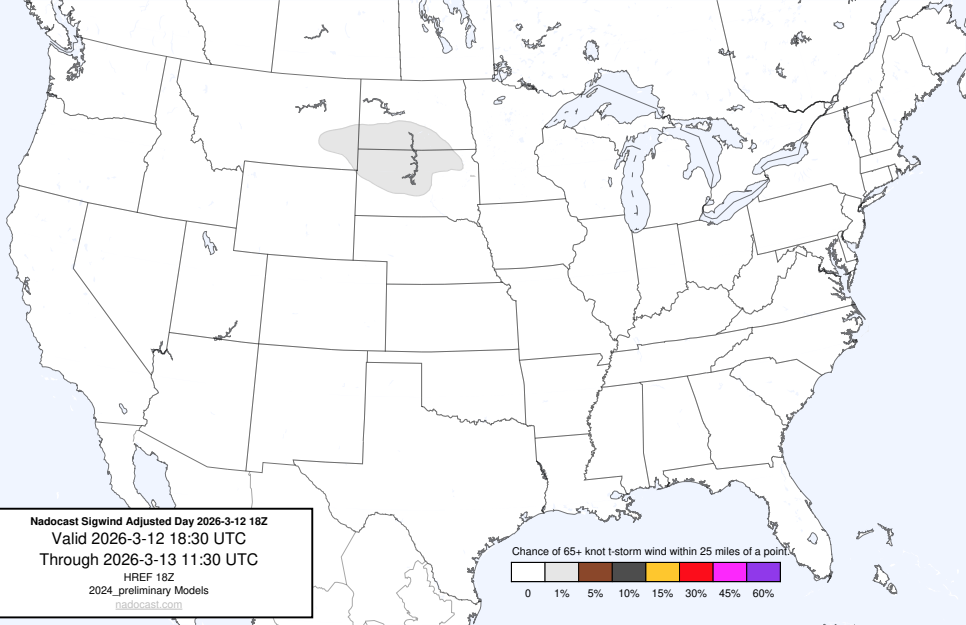 Nadocast Sigwind Adjusted Day 2026-3-12 18Z
Valid 2026-3-12 18:30 UTC
Through 2026-3-13 11:30 UTC
HREF 18Z
2024_preliminary Models
nadocast.com
Chance of 65+ knot t-storm wind within 25 miles of a point.
0 1% 5% 10% 15% 30% 45% 60%